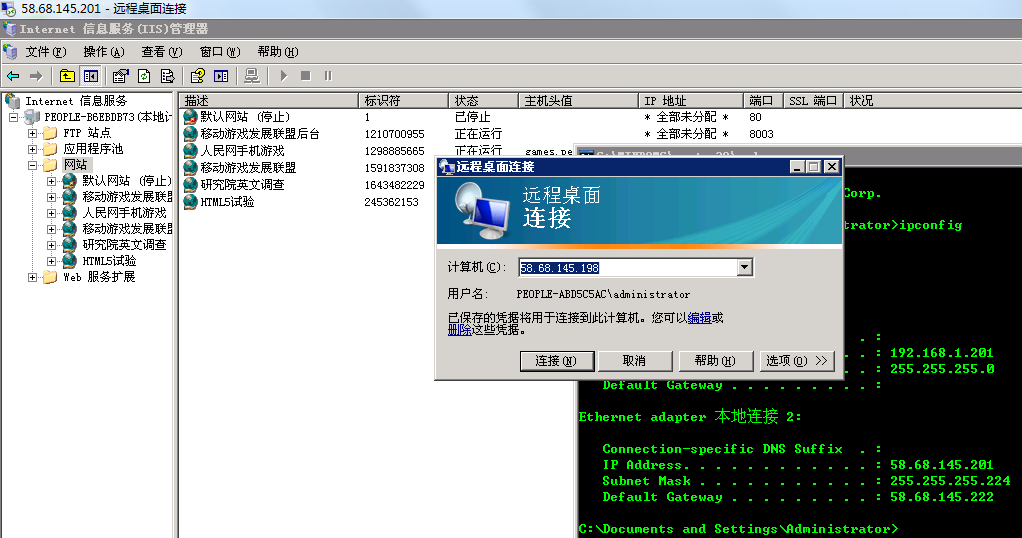 58.68.145.201 - 远程桌面连接
Internet 信息服务(IIS)管理器
文件(F) 操作(A) 查看(V) 窗口(W) 帮助(H)
Internet 信息服务
PEOPLE-B6EBDB73(本地计
FTP 站点
应用程序池
网站
默认网站 (停止)
移动游戏发展联盟
人民网手机游戏
移动游戏发展联盟
研究院英文调查
HTML5试验
Web 服务扩展
描述 标识符 状态 主机头值 IP 地址 端口 SSL 端口 状况
默认网站 (停止) 1 已停止 * 全部未分配 * 80
移动游戏发展联盟后台 1210700955 正在运行 * 全部未分配 * 8003
人民网手机游戏 1298885665 正在运行 games.pe
移动游戏发展联盟 1591837308
研究院英文调查 1643482229
HTML5试验 245362153
远程桌面连接
远程桌面
连接
计算机(C): 58.68.145.198
用户名: PEOPLE-ABD5C5AC\administrator
已保存的凭据将用于连接到此计算机。您可以编辑或
删除这些凭据。
连接(N) 取消 帮助(H) 选项(O) >>
Corp.
rator>ipconfig
. :
. . : 192.168.1.201
. . : 255.255.255.0
Default Gateway . . . . . . . . . :
Ethernet adapter 本地连接 2:
Connection-specific DNS Suffix . :
IP Address. . . . . . . . . . . . : 58.68.145.201
Subnet Mask . . . . . . . . . . . : 255.255.255.224
Default Gateway . . . . . . . . . : 58.68.145.222
C:\Documents and Settings\Administrator>